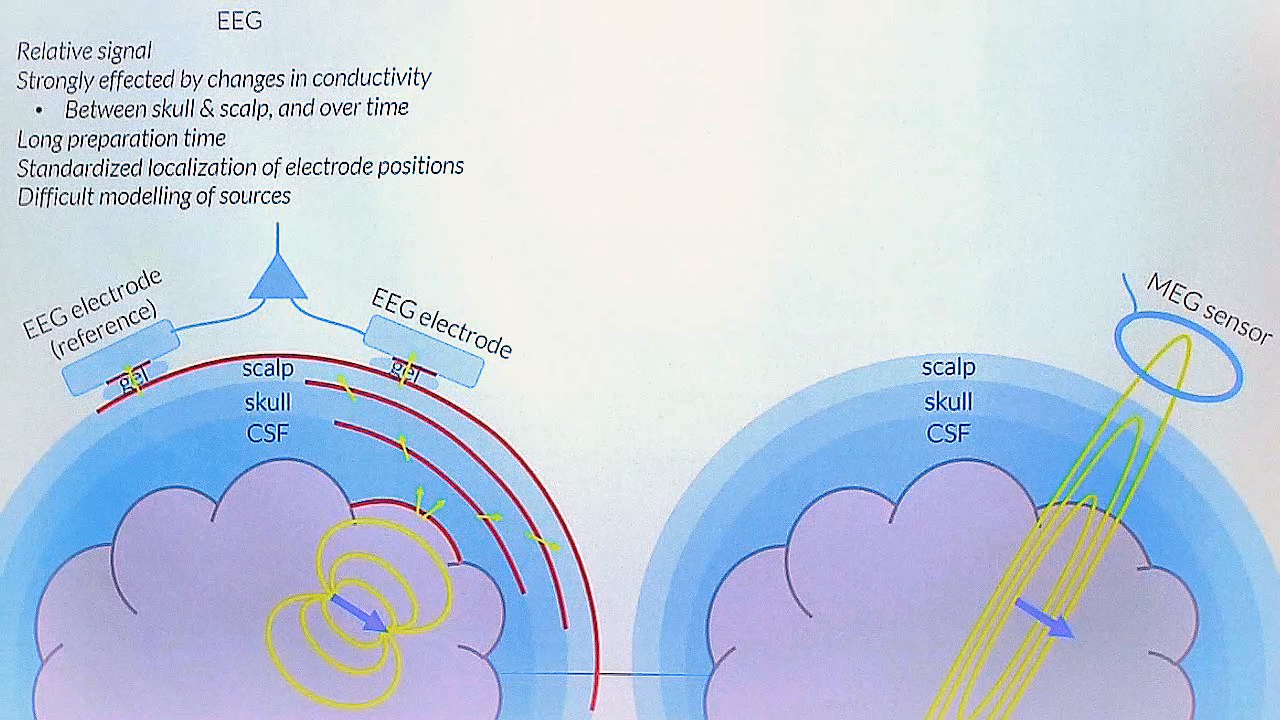 EEG
Relative signal
Strongly effected by changes in conductivity
• Between skull & scalp, and over time
Long preparation time
Standardized localization of electrode positions
Difficult modelling of sources
EEG electrode
(reference)
EEG electrode
gel
gel
scalp
skull
CSF
MEG sensor
scalp
skull
CSF